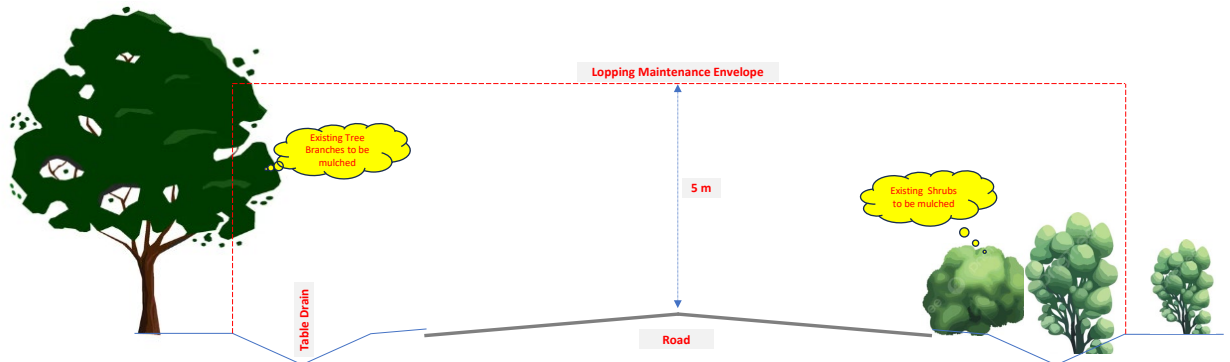 Lopping Maintenance Envelope
Existing Tree
Branches to be
mulched
5 m
Existing Shrubs
to be mulched
Table Drain
Road